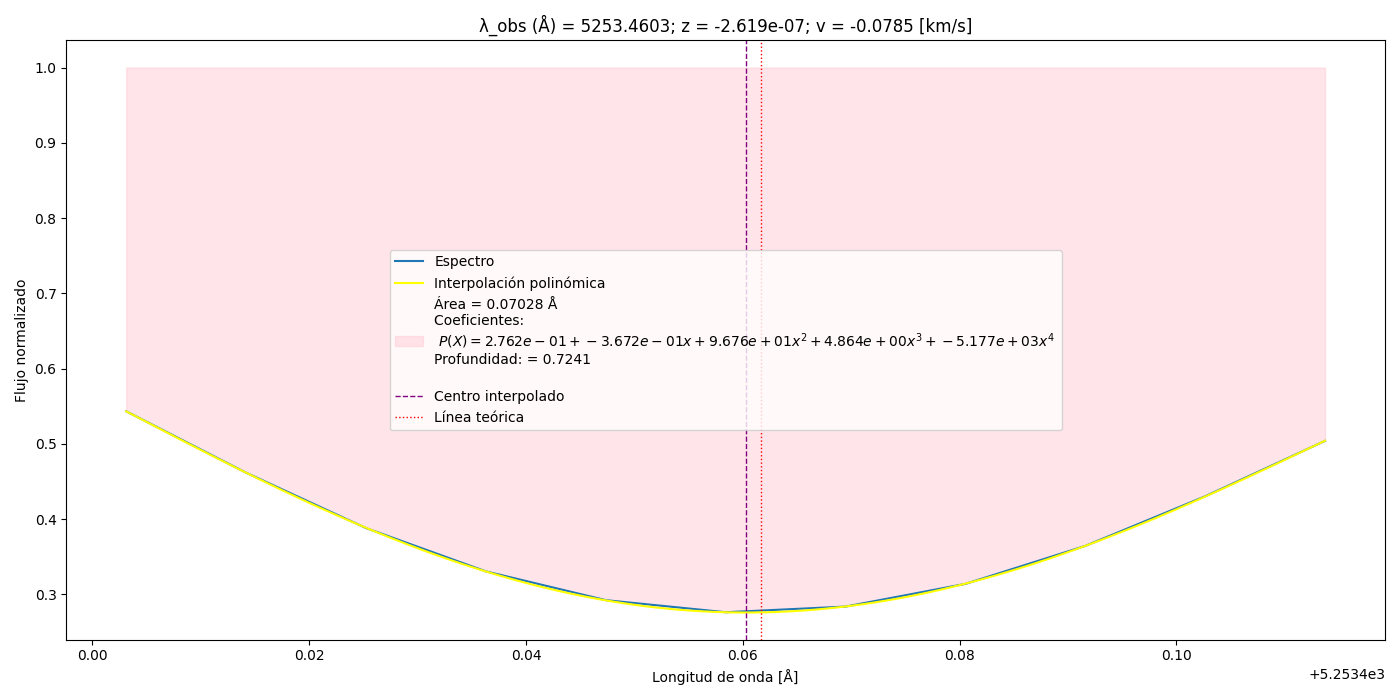 λ_obs (Å) = 5253.4603; z = -2.619e-07; v = -0.0785 [km/s]
1.0
0.9
0.8
0.7
0.6
0.5
0.4
0.3
Flujo normalizado
Espectro
Interpolación polinómica
Área = 0.07028 Å
Coeficientes:
P(X) = 2.762e − 01 + −3.672e − 01x + 9.676e + 01x² + 4.864e + 00x³ + −5.177e + 03x⁴
Profundidad: = 0.7241
Centro interpolado
Línea teórica
0.00 0.02 0.04 0.06 0.08 0.10
+5.2534e3
Longitud de onda [Å]